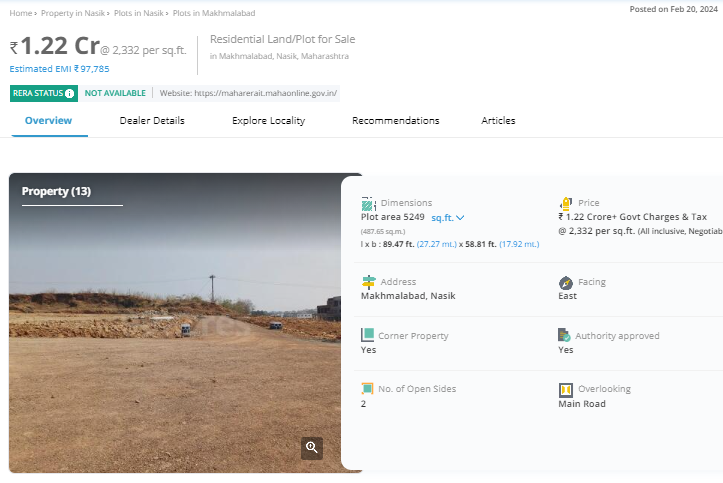 Home › Property in Nasik › Plots in Nasik › Plots in Makhmalabad
Posted on Feb 20, 2024
₹1.22 Cr @ 2,332 per sq.ft.
Estimated EMI ₹ 97,785
Residential Land/Plot for Sale
in Makhmalabad, Nasik, Maharashtra
RERA STATUS NOT AVAILABLE Website: https://maharerait.mahaonline.gov.in/
Overview Dealer Details Explore Locality Recommendations Articles
Property (13)
Dimensions
Plot area 5249 sq.ft.
(487.65 sq.m.)
l x b : 89.47 ft. (27.27 mt.) x 58.81 ft. (17.92 mt.)
Price
₹ 1.22 Crore+ Govt Charges & Tax
@ 2,332 per sq.ft. (All inclusive, Negotiab
Address
Makhmalabad, Nasik
Facing
East
Corner Property
Yes
Authority approved
Yes
No. of Open Sides
2
Overlooking
Main Road